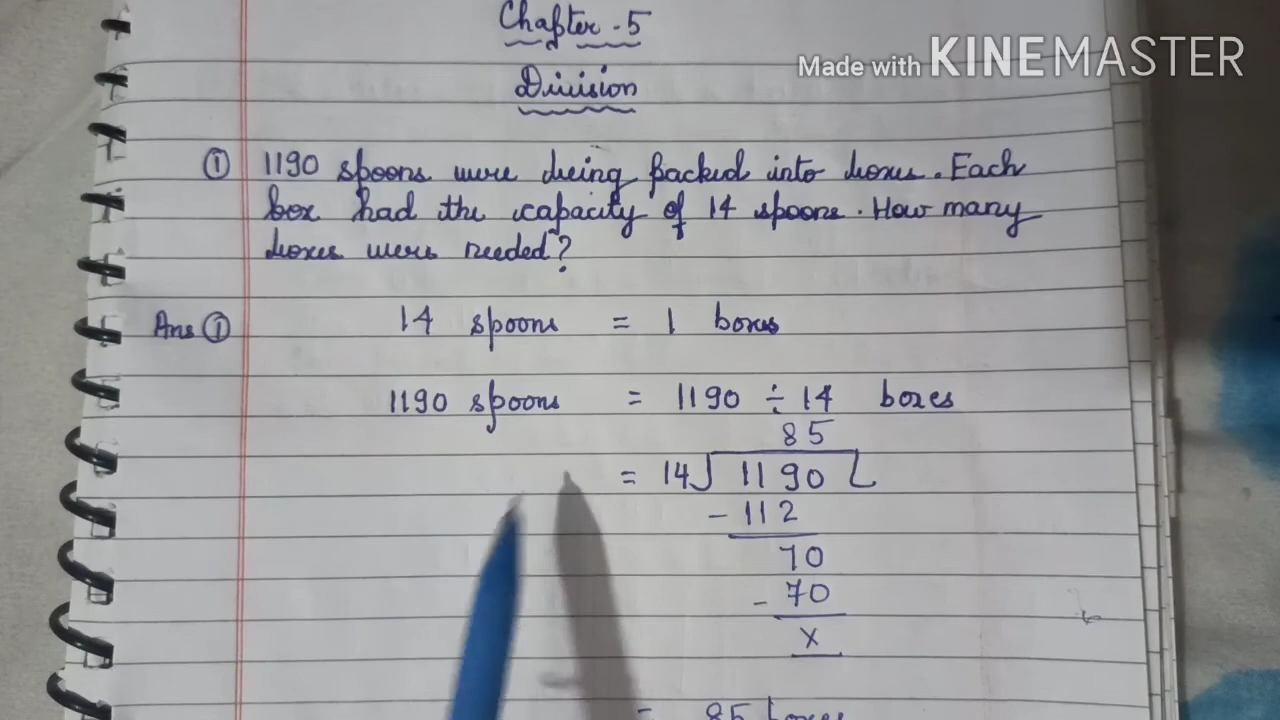 Chapter-5
Made with KINEMASTER
Division
① 1190 spoons were being packed into boxes. Each
box had the capacity of 14 spoons. How many
boxes were needed?
Ans ① 14 spoons = 1 boxes
1190 spoons = 1190 ÷ 14 boxes
85
= 14 1190
- 112
70
- 70
x
= 85 boxes